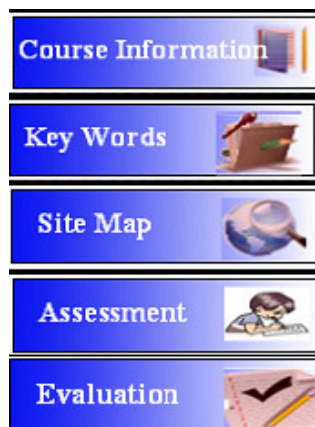 Course Information
Key Words
Site Map
Assessment
Evaluation